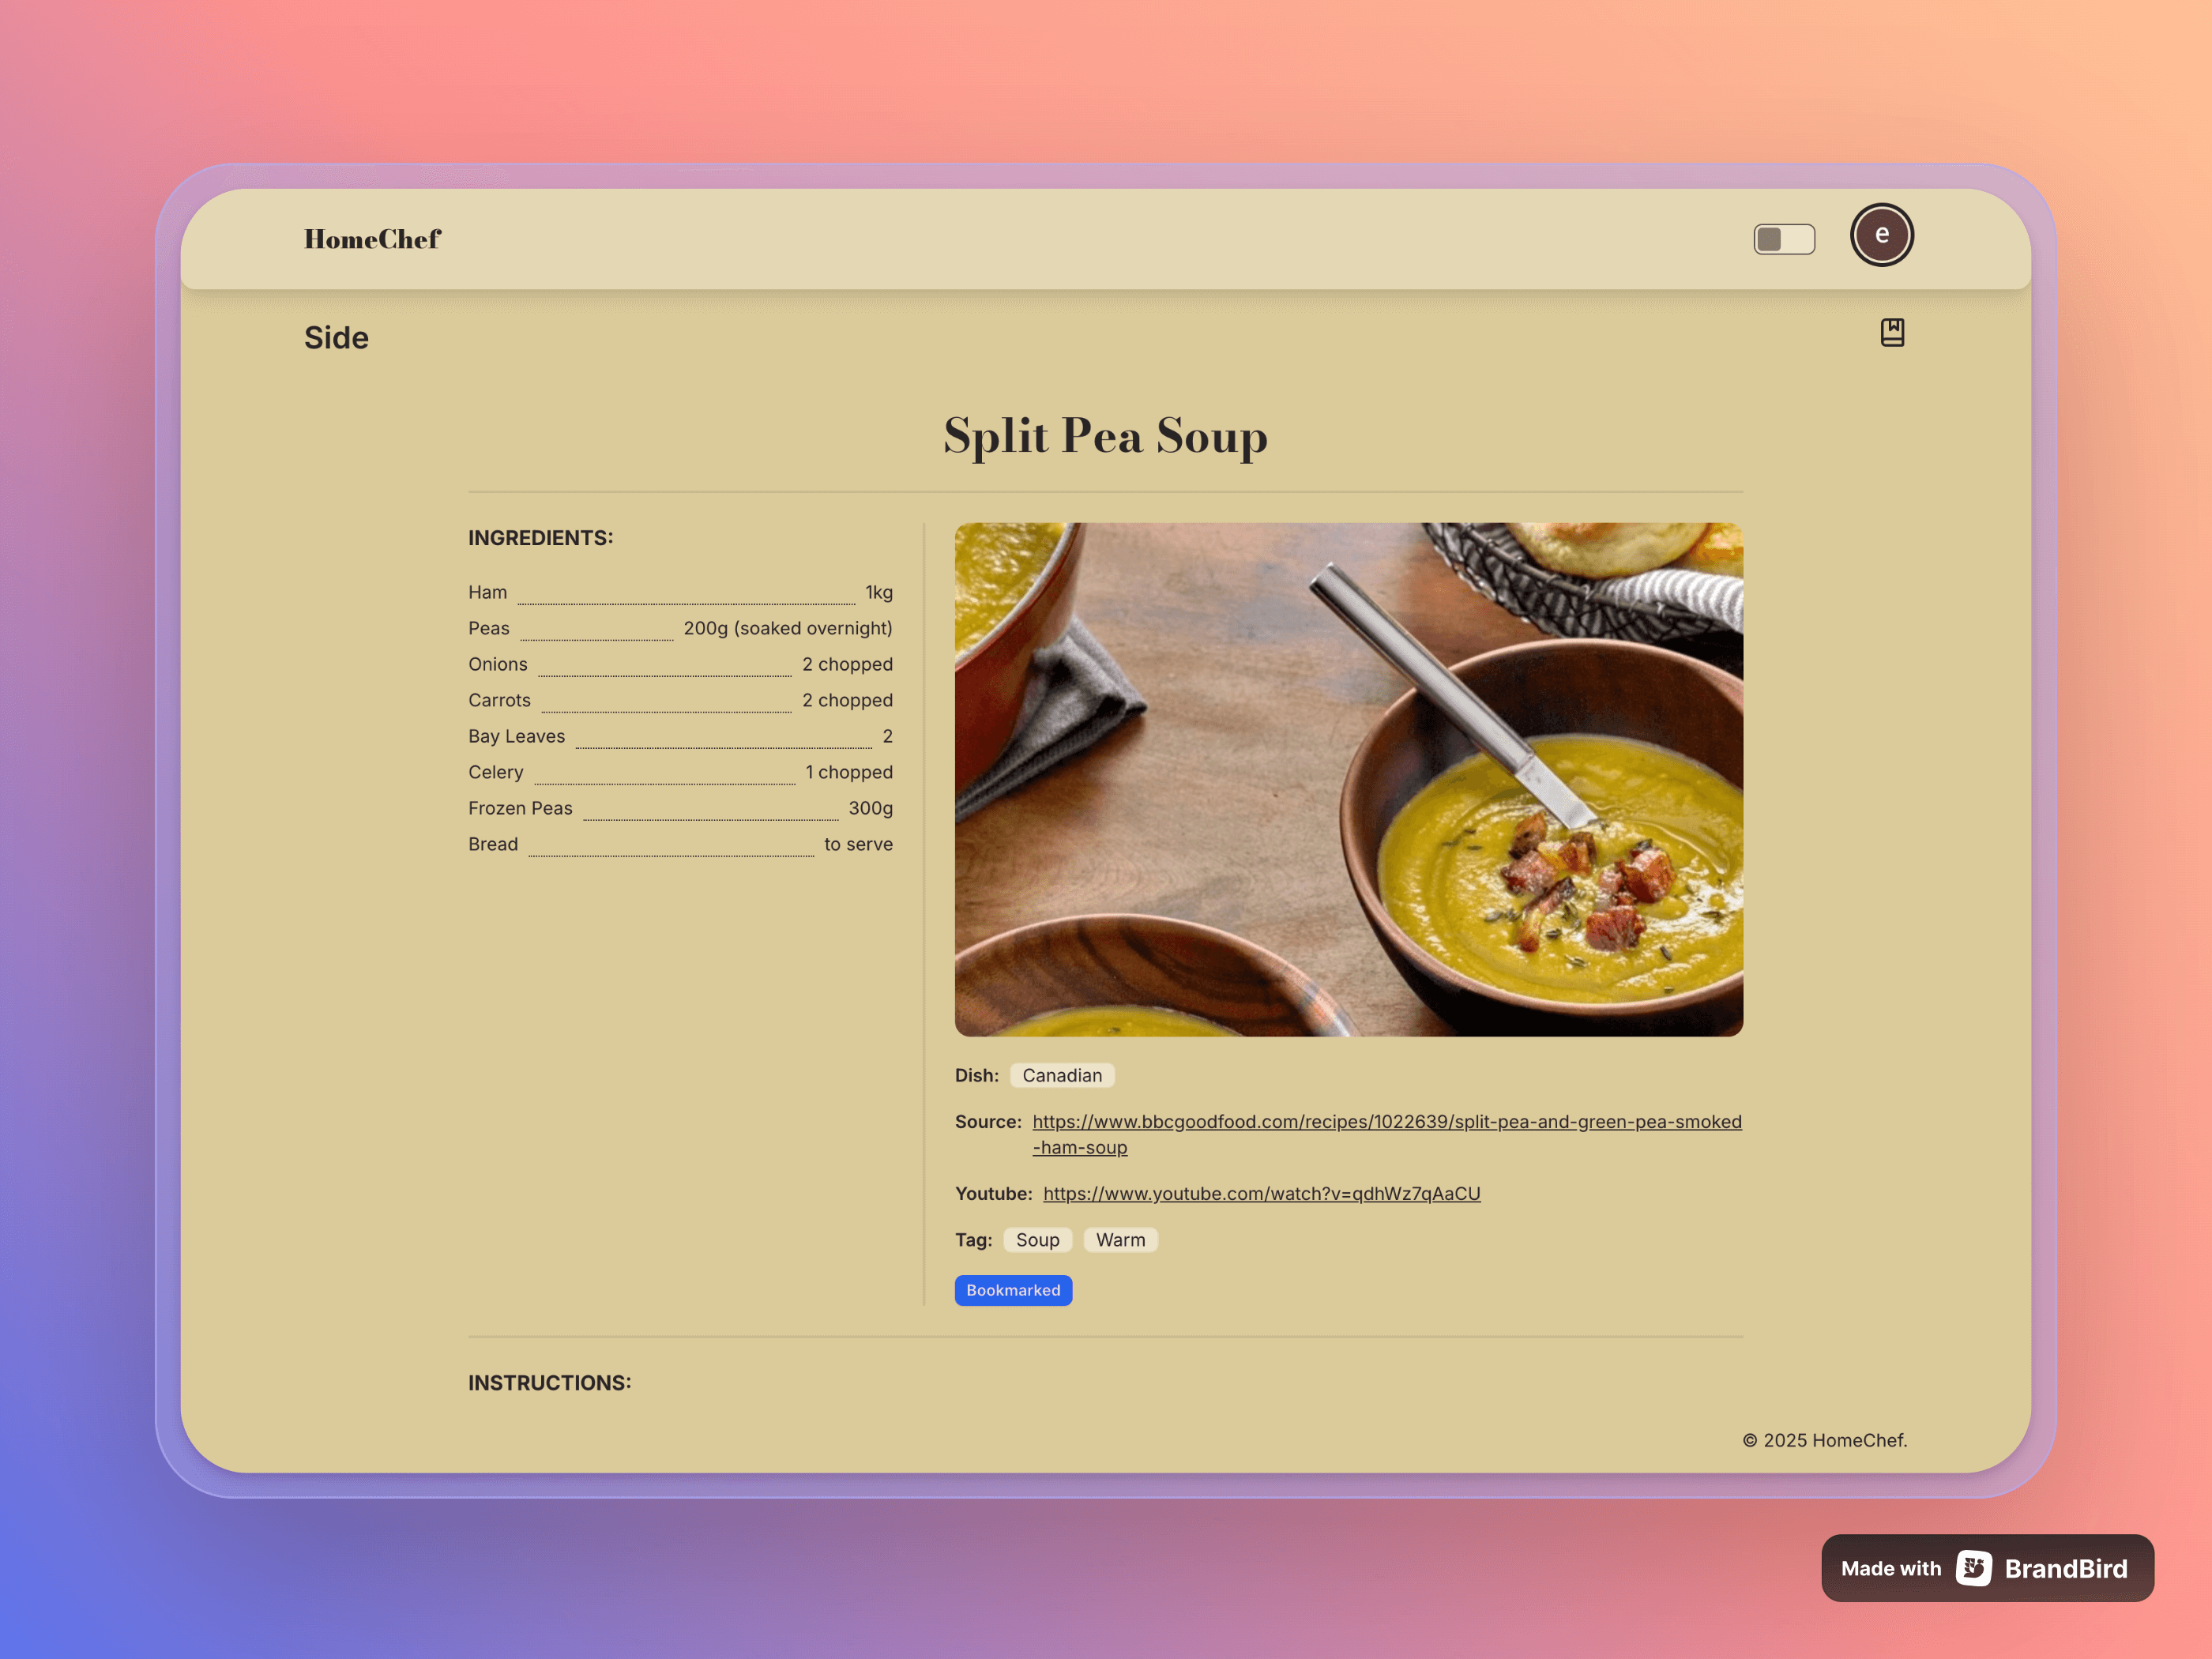 HomeChef
e
Side
Split Pea Soup
INGREDIENTS:
Ham 1kg
Peas 200g (soaked overnight)
Onions 2 chopped
Carrots 2 chopped
Bay Leaves 2
Celery 1 chopped
Frozen Peas 300g
Bread to serve
Dish: Canadian
Source: https://www.bbcgoodfood.com/recipes/1022639/split-pea-and-green-pea-smoked
-ham-soup
Youtube: https://www.youtube.com/watch?v=qdhWz7qAaCU
Tag: Soup Warm
Bookmarked
INSTRUCTIONS:
© 2025 HomeChef.
Made with BrandBird